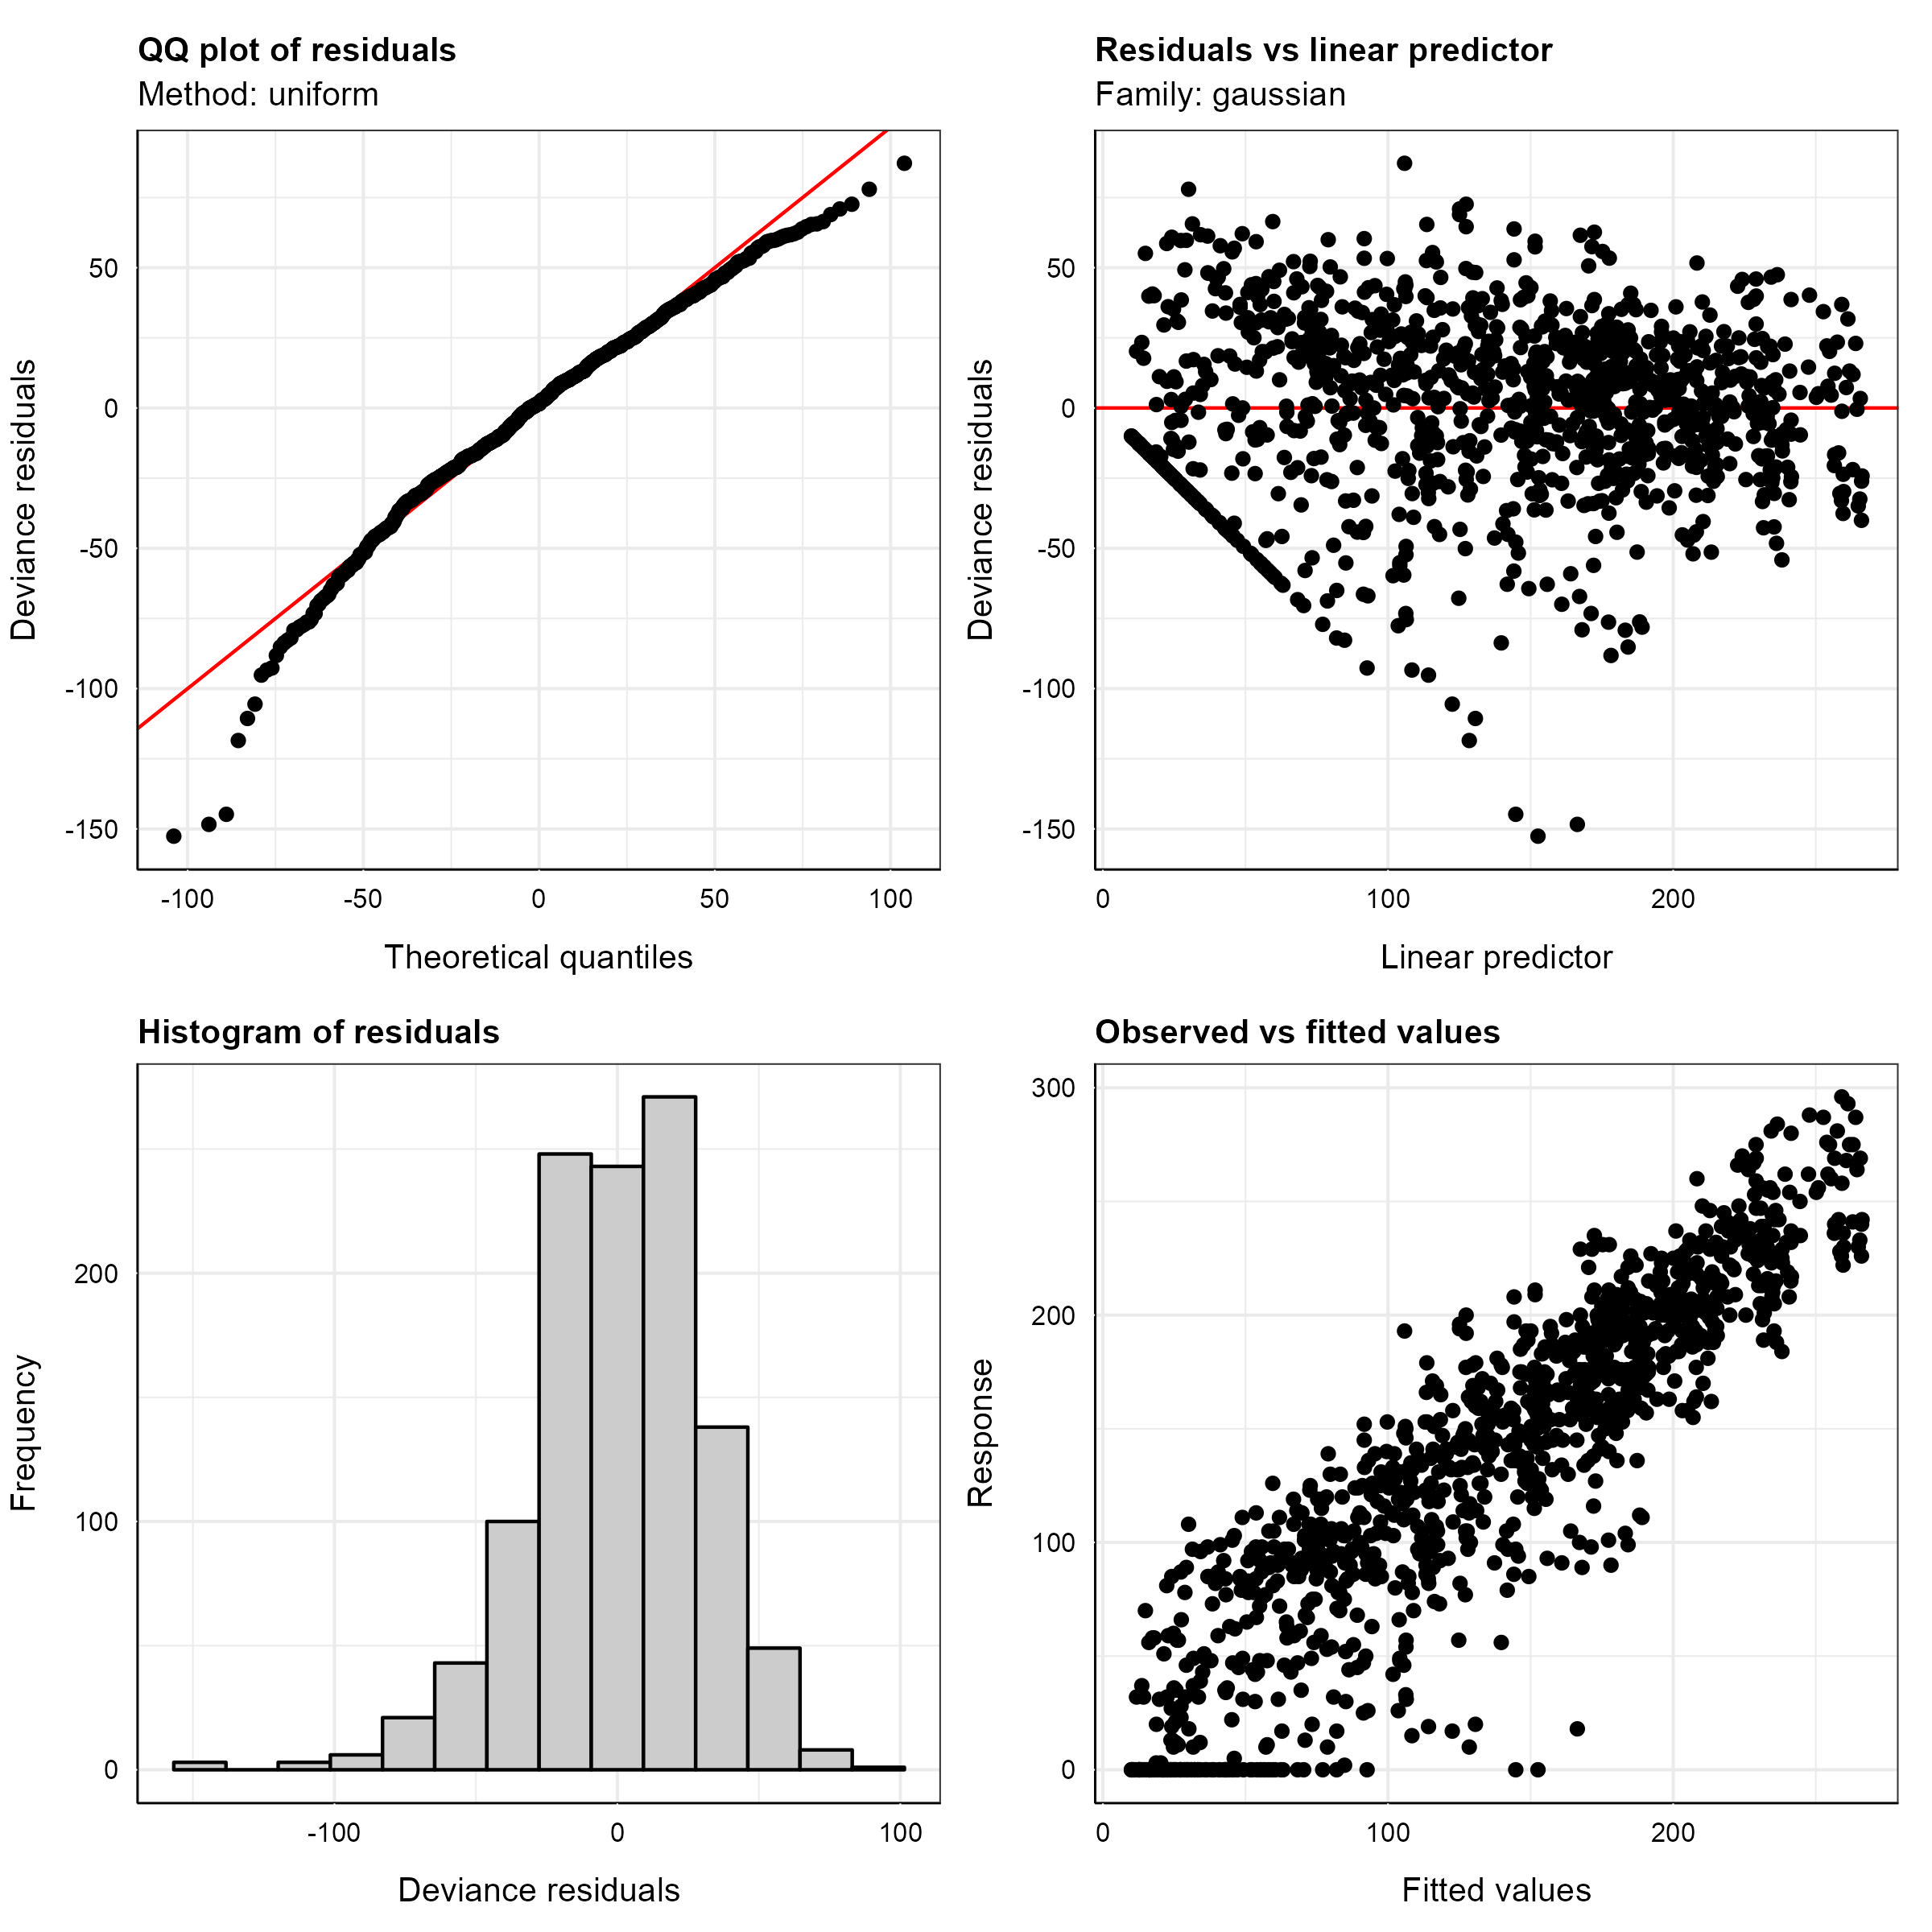 QQ plot of residuals
Method: uniform
Deviance residuals
50
0
-50
-100
-150
-100
-50
0
50
100
Theoretical quantiles
Residuals vs linear predictor
Family: gaussian
Deviance residuals
50
0
-50
-100
-150
0
100
200
Linear predictor
Histogram of residuals
Frequency
200
100
0
-100
0
100
Deviance residuals
Observed vs fitted values
Response
300
200
100
0
0
100
200
Fitted values